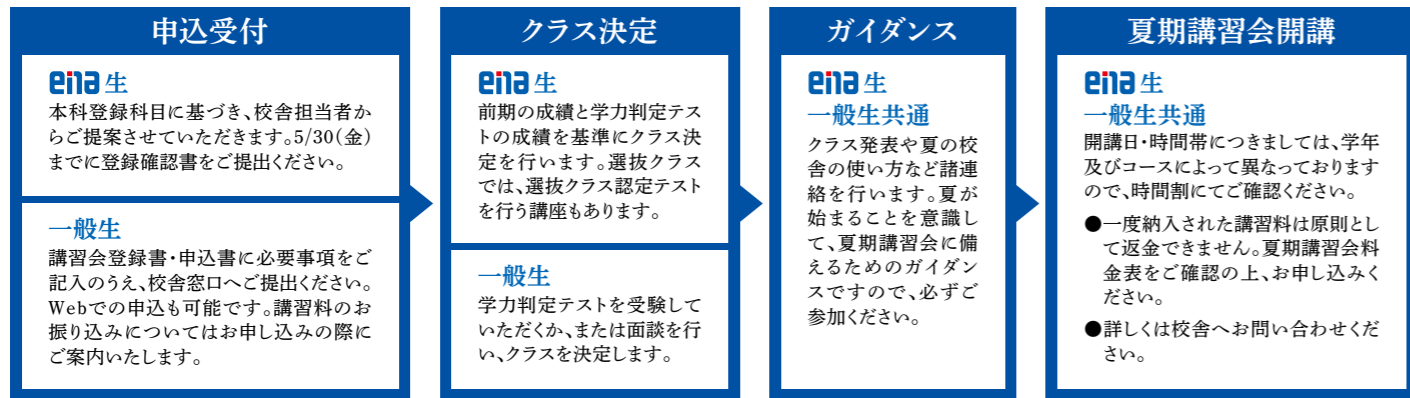 申込受付
ena生
本科登録科目に基づき、校舎担当者か
らご提案させていただきます。5/30(金)
までに登録確認書をご提出ください。
一般生
講習会登録書・申込書に必要事項をご
記入のうえ、校舎窓口へご提出ください。
Webでの申込も可能です。講習料のお
振り込みについてはお申し込みの際に
ご案内いたします。
クラス決定
ena生
前期の成績と学力判定テス
トの成績を基準にクラス決
定を行います。選抜クラス
では、選抜クラス認定テスト
を行う講座もあります。
一般生
学力判定テストを受験して
いただくか、または面談を行
い、クラスを決定します。
ガイダンス
ena生
一般生共通
クラス発表や夏の校
舎の使い方など諸連
絡を行います。夏が
始まることを意識し
て、夏期講習会に備
えるためのガイダン
スですので、必ずご
参加ください。
夏期講習会開講
ena生
一般生共通
開講日・時間帯につきましては、学年
及びコースによって異なっております
ので、時間割にてご確認ください。
●一度納入された講習料は原則とし
て返金できません。夏期講習会料
金表をご確認の上、お申し込みく
ださい。
●詳しくは校舎へお問い合わせくだ
さい。